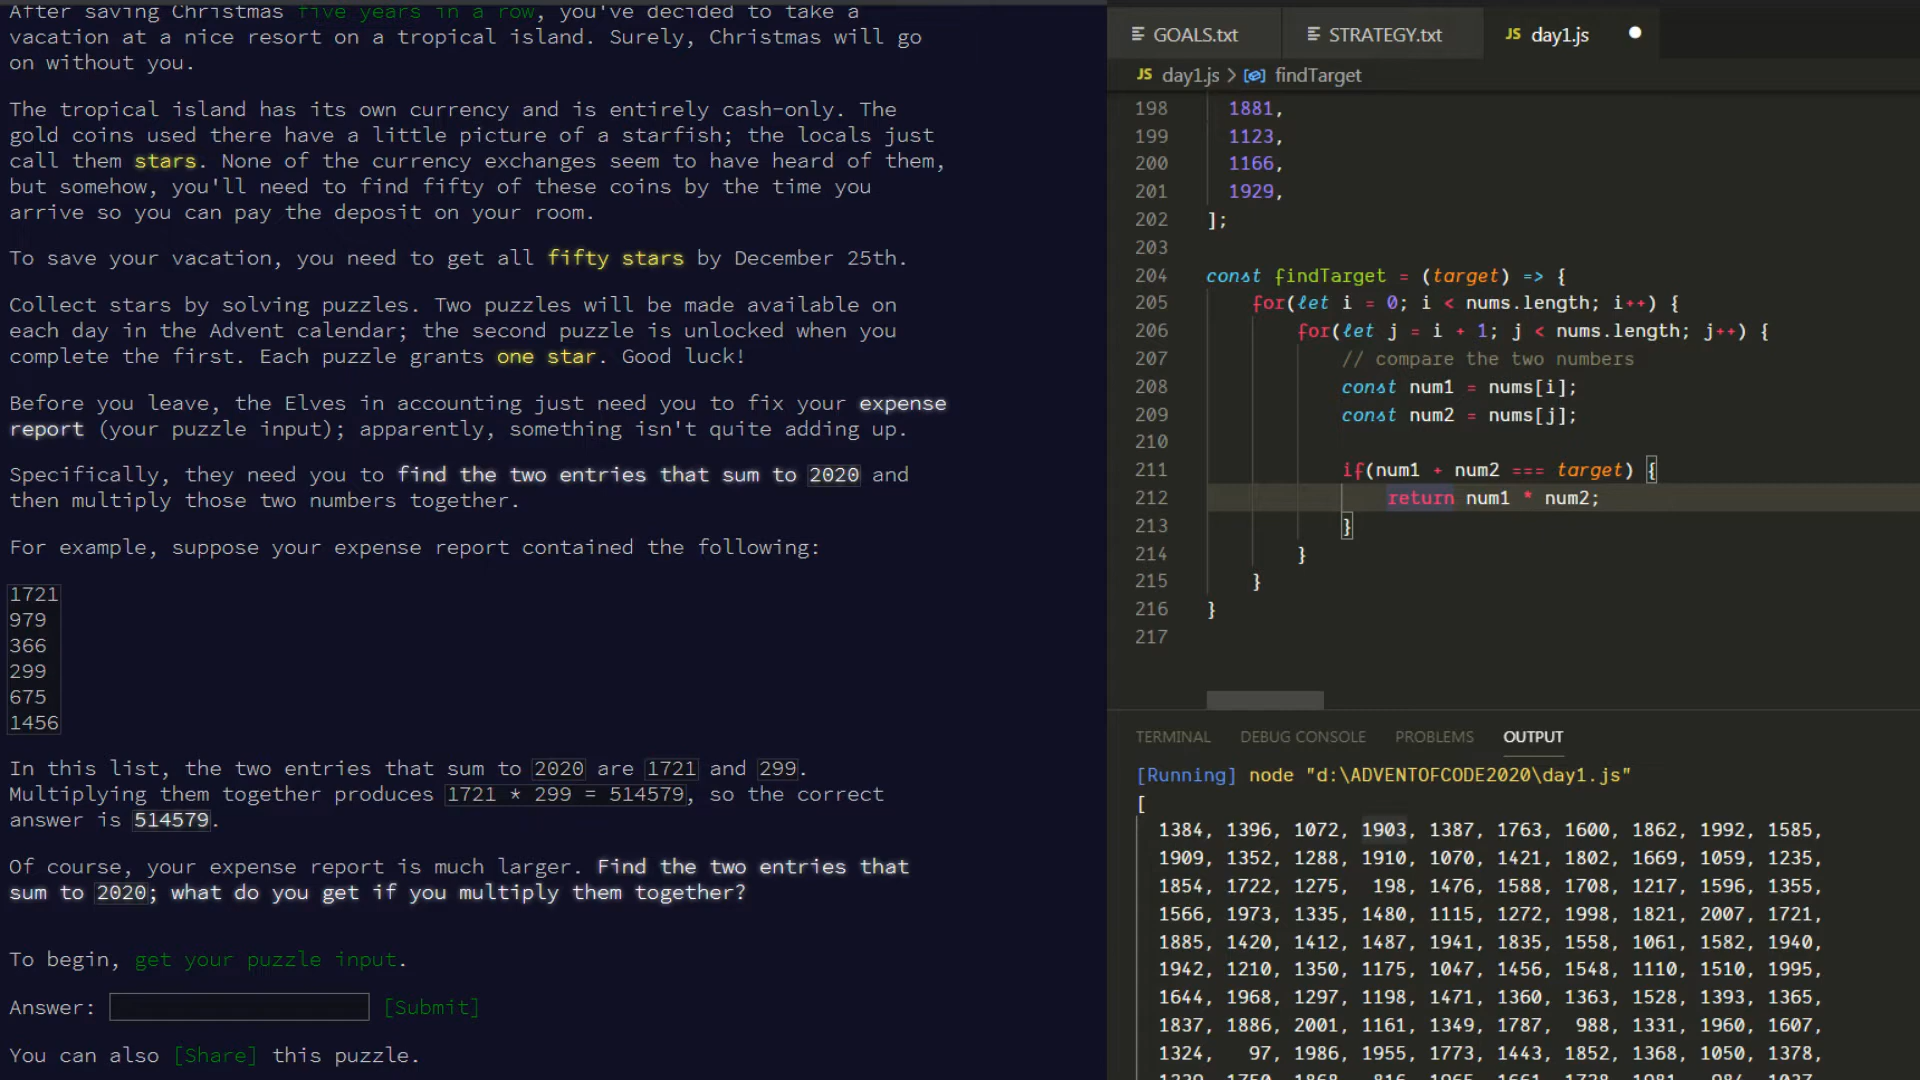 After saving Christmas five years in a row, you've decided to take a
vacation at a nice resort on a tropical island. Surely, Christmas will go
on without you.
The tropical island has its own currency and is entirely cash-only. The
gold coins used there have a little picture of a starfish; the locals just
call them stars. None of the currency exchanges seem to have heard of them,
but somehow, you'll need to find fifty of these coins by the time you
arrive so you can pay the deposit on your room.
To save your vacation, you need to get all fifty stars by December 25th.
Collect stars by solving puzzles. Two puzzles will be made available on
each day in the Advent calendar; the second puzzle is unlocked when you
complete the first. Each puzzle grants one star. Good luck!
Before you leave, the Elves in accounting just need you to fix your expense
report (your puzzle input); apparently, something isn't quite adding up.
Specifically, they need you to find the two entries that sum to 2020 and
then multiply those two numbers together.
For example, suppose your expense report contained the following:
1721
979
366
299
675
1456
In this list, the two entries that sum to 2020 are 1721 and 299.
Multiplying them together produces 1721 * 299 = 514579, so the correct
answer is 514579.
Of course, your expense report is much larger. Find the two entries that
sum to 2020; what do you get if you multiply them together?
To begin, get your puzzle input.
Answer: [Submit]
You can also [Share] this puzzle.
GOALS.txt STRATEGY.txt JS day1.js
JS day1.js > findTarget
198 1881,
199 1123,
200 1166,
201 1929,
202 ];
203
204 const findTarget = (target) => {
205 for(let i = 0; i < nums.length; i++) {
206 for(let j = i + 1; j < nums.length; j++) {
207 // compare the two numbers
208 const num1 = nums[i];
209 const num2 = nums[j];
210
211 if(num1 + num2 === target) {
212 return num1 * num2;
213 }
214 }
215 }
216 }
217
TERMINAL DEBUG CONSOLE PROBLEMS OUTPUT
[Running] node "d:\ADVENTOFCODE2020\day1.js"
[
1384, 1396, 1072, 1903, 1387, 1763, 1600, 1862, 1992, 1585,
1909, 1352, 1288, 1910, 1070, 1421, 1802, 1669, 1059, 1235,
1854, 1722, 1275, 198, 1476, 1588, 1708, 1217, 1596, 1355,
1566, 1973, 1335, 1480, 1115, 1272, 1998, 1821, 2007, 1721,
1885, 1420, 1412, 1487, 1941, 1835, 1558, 1061, 1582, 1940,
1942, 1210, 1350, 1175, 1047, 1456, 1548, 1110, 1510, 1995,
1644, 1968, 1297, 1198, 1471, 1360, 1363, 1528, 1393, 1365,
1837, 1886, 2001, 1161, 1349, 1787, 988, 1331, 1960, 1607,
1324, 97, 1986, 1955, 1773, 1443, 1852, 1368, 1050, 1378,